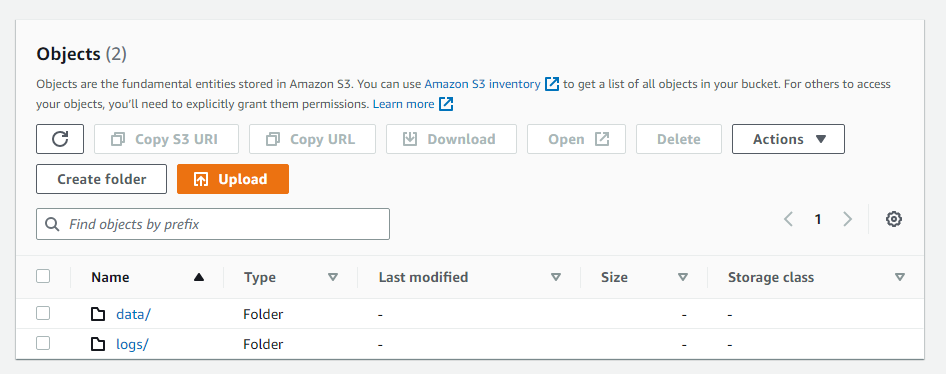 Objects (2)
Objects are the fundamental entities stored in Amazon S3. You can use Amazon S3 inventory to get a list of all objects in your bucket. For others to access
your objects, you'll need to explicitly grant them permissions. Learn more
Copy S3 URI Copy URL Download Open Delete Actions
Create folder Upload
Find objects by prefix 1
Name Type Last modified Size Storage class
data/ Folder - - -
logs/ Folder - - -